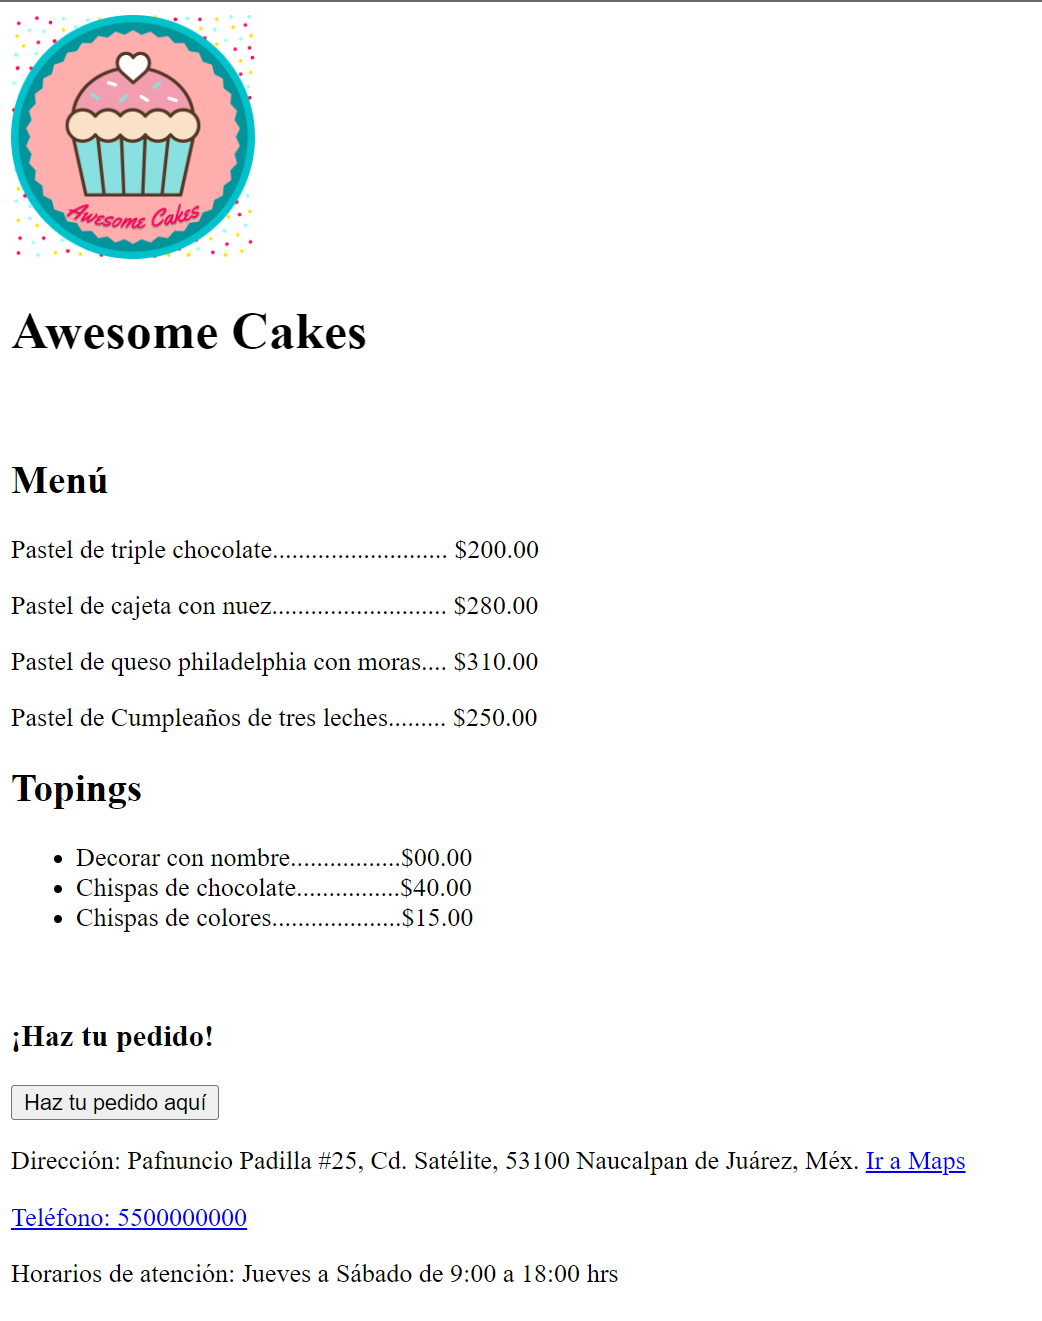 Awesome Cakes
Awesome Cakes
Menú
Pastel de triple chocolate........................... $200.00
Pastel de cajeta con nuez........................... $280.00
Pastel de queso philadelphia con moras.... $310.00
Pastel de Cumpleaños de tres leches......... $250.00
Topings
• Decorar con nombre.................$00.00
• Chispas de chocolate................$40.00
• Chispas de colores....................$15.00
¡Haz tu pedido!
Haz tu pedido aquí
Dirección: Pafnuncio Padilla #25, Cd. Satélite, 53100 Naucalpan de Juárez, Méx. Ir a Maps
Teléfono: 5500000000
Horarios de atención: Jueves a Sábado de 9:00 a 18:00 hrs